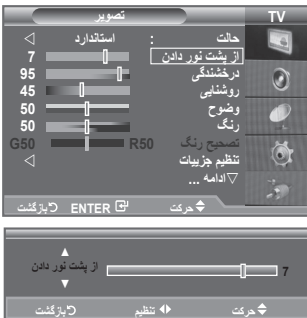 TV تصویر
حالت : استاندارد ◁
از پشت نور دادن 7
درخشندگی 95
روشنایی 45
وضوح 50
رنگ 50
تصحیح رنگ R50 G50
تنظیم جزییات ◁
▽ادامه ...
حرکت ENTER بازگشت
▲
از پشت نور دادن 7
▼
حرکت تنظیم بازگشت